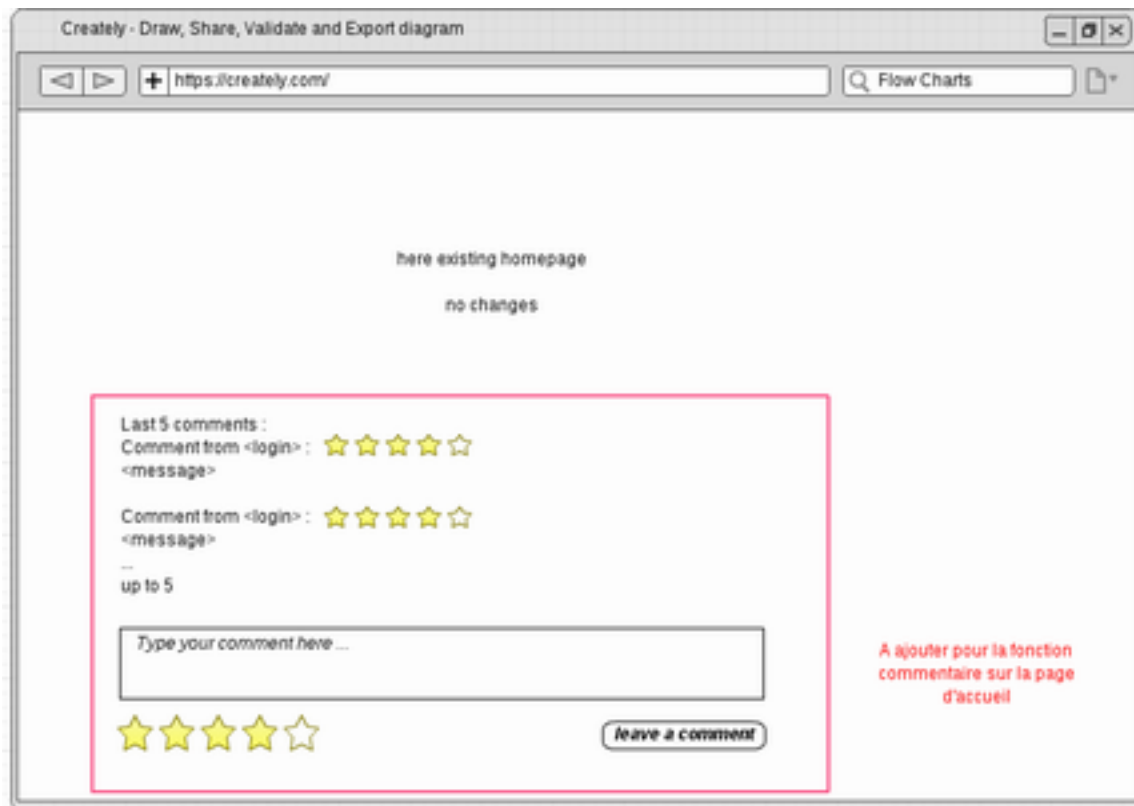 Creately - Draw, Share, Validate and Export diagram
https://creately.com/
Flow Charts
here existing homepage
no changes
Last 5 comments :
Comment from <login> :
<message>
Comment from <login> :
<message>
...
up to 5
Type your comment here ...
leave a comment
A ajouter pour la fonction
commentaire sur la page
d'accueil